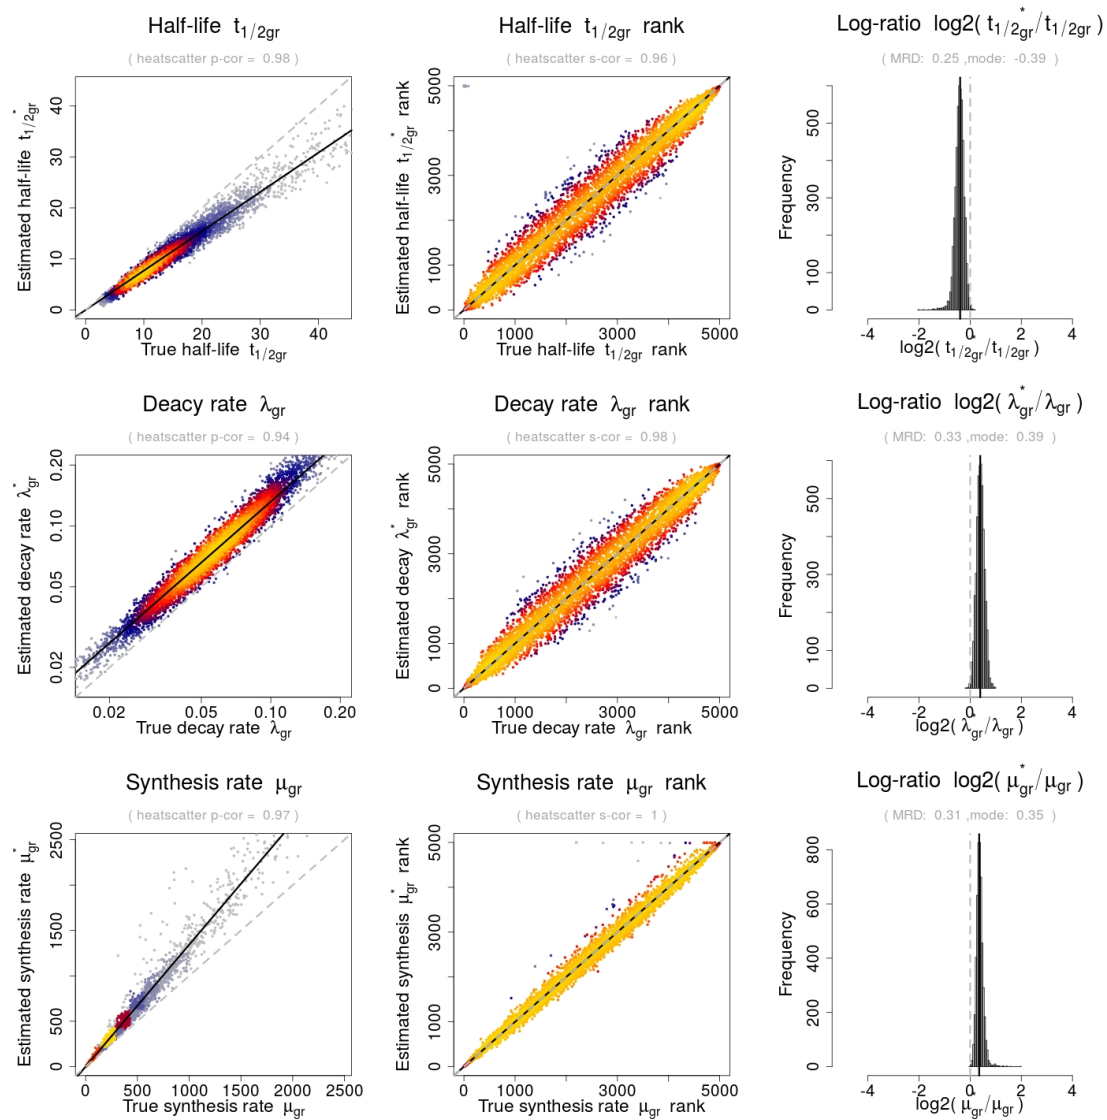 Half-life t1/2gr
( heatscatter p-cor = 0.98 )
Estimated half-life t*1/2gr
40
30
20
10
0
0 10 20 30 40
True half-life t1/2gr
Half-life t1/2gr rank
( heatscatter s-cor = 0.96 )
Estimated half-life t*1/2gr rank
5000
3000
1000
0
0 1000 3000 5000
True half-life t1/2gr rank
Log-ratio log2( t*1/2gr/t1/2gr )
( MRD: 0.25 ,mode: -0.39 )
Frequency
500
300
100
0
-4 -2 0 2 4
log2( t1/2gr/t1/2gr )
Deacy rate λgr
( heatscatter p-cor = 0.94 )
Estimated decay rate λ*gr
0.20
0.10
0.05
0.02
0.02 0.05 0.10 0.20
True decay rate λgr
Decay rate λgr rank
( heatscatter s-cor = 0.98 )
Estimated decay λ*gr rank
5000
3000
1000
0
0 1000 3000 5000
True decay rate λgr rank
Log-ratio log2( λ*gr/λgr )
( MRD: 0.33 ,mode: 0.39 )
Frequency
500
300
100
0
-4 -2 0 2 4
log2( λ*gr/λgr )
Synthesis rate μgr
( heatscatter p-cor = 0.97 )
Estimated synthesis rate μ*gr
2500
1500
500
0
0 500 1000 1500 2000 2500
True synthesis rate μgr
Synthesis rate μgr rank
( heatscatter s-cor = 1 )
Estimated synthesis rate μ*gr rank
5000
3000
1000
0
0 1000 3000 5000
True synthesis rate μgr rank
Log-ratio log2( μ*gr/μgr )
( MRD: 0.31 ,mode: 0.35 )
Frequency
800
600
400
200
0
-4 -2 0 2 4
log2( μ*gr/μgr )